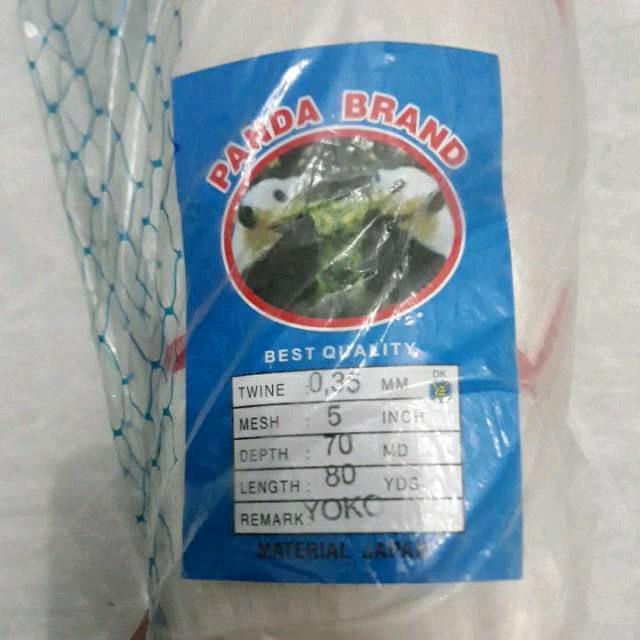 PANDA BRAND
BEST QUALITY
DK
TWINE : 0,35 MM
MESH : 5 INCH
DEPTH : 70 MD
LENGTH : 80 YDS
REMARK YOKO
MATERIAL JAPAN